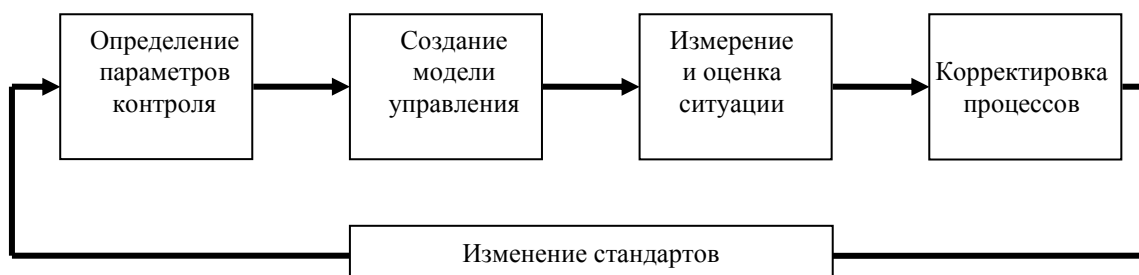 Определение
параметров
контроля
Создание
модели
управления
Измерение
и оценка
ситуации
Корректировка
процессов
Изменение стандартов